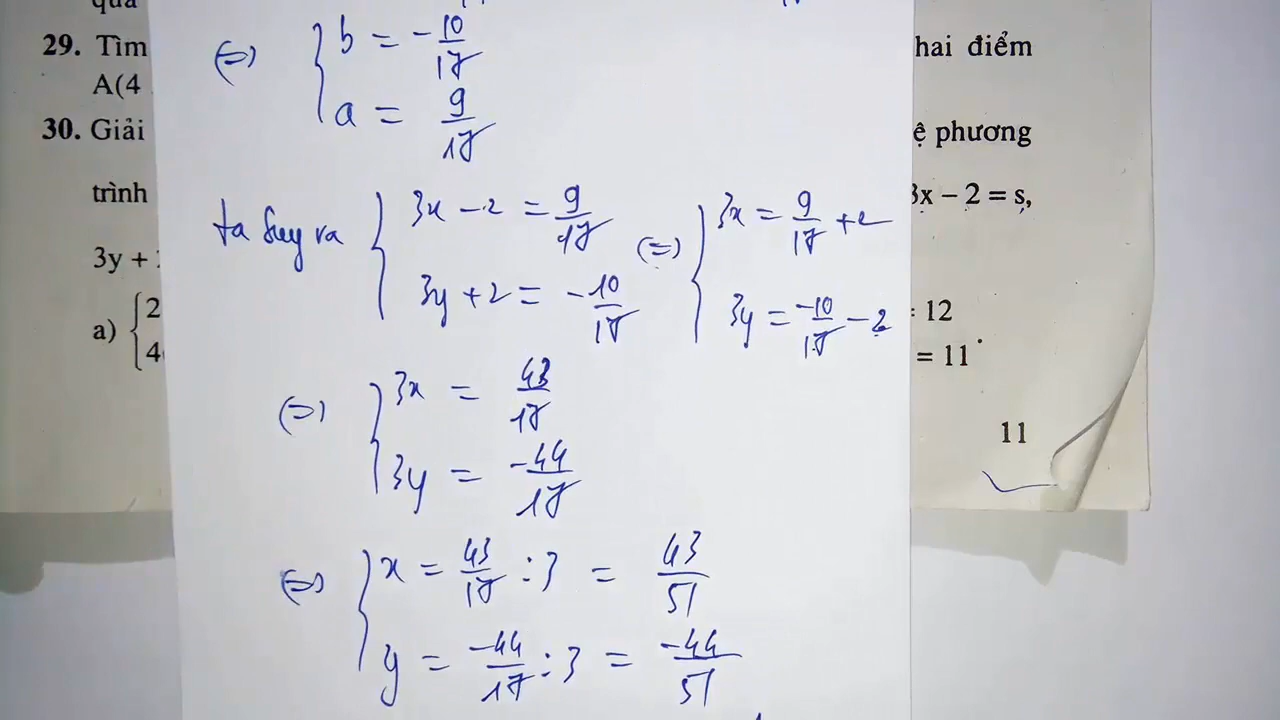 29. Tìm hai điểm
A(4
30. Giải ệ phương
trình 3x − 2 = s,
3y +
a) { 2 : 12
4 = 11
11
(=) { b = -10/17
a = 9/17
ta suy ra { 3x - 2 = 9/17 (=) { 3x = 9/17 + 2
3y + 2 = -10/17 3y = -10/17 - 2
(=) { 3x = 43/17
3y = -44/17
(=) { x = 43/17 : 3 = 43/51
y = -44/17 : 3 = -44/51